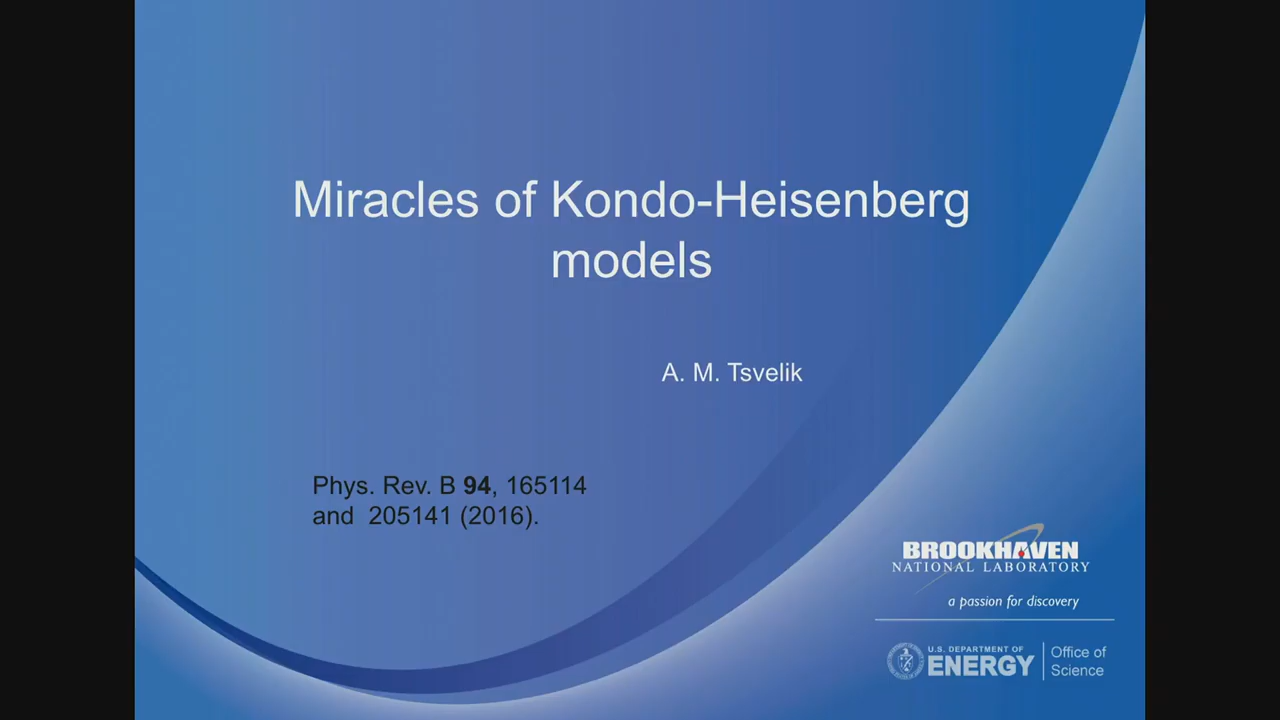 Miracles of Kondo-Heisenberg
models
A. M. Tsvelik
Phys. Rev. B 94, 165114
and 205141 (2016).
BROOKHAVEN
NATIONAL LABORATORY
a passion for discovery
U.S. DEPARTMENT OF
ENERGY
Office of
Science